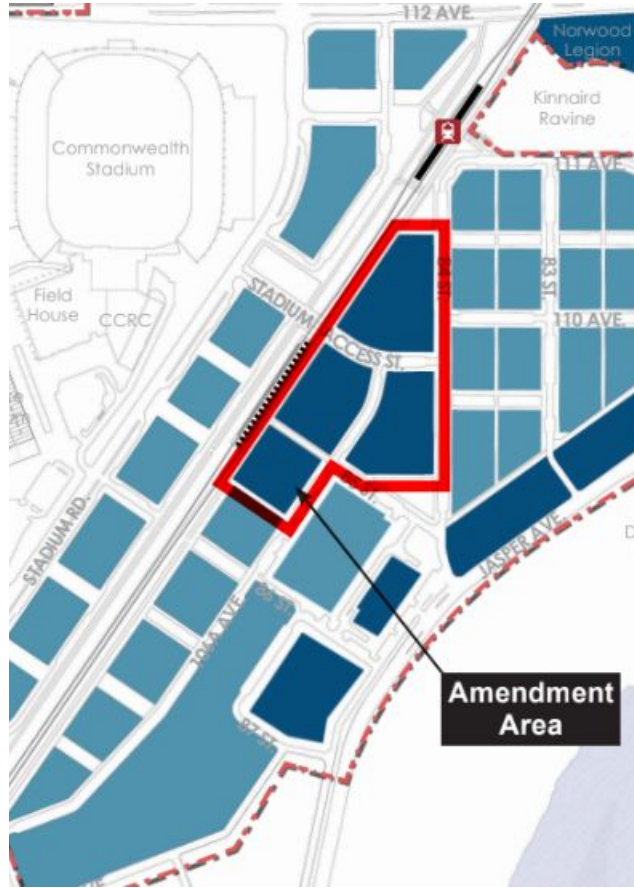 112 AVE.
Norwood
Legion
Kinnaird
Ravine
Commonwealth
Stadium
111 AVE.
84 ST.
83 ST.
Field
House
CCRC
STADIUM ACCESS ST.
110 AVE.
STADIUM RD.
JASPER AVE.
86 ST.
106A AVE.
87 ST.
Amendment
Area